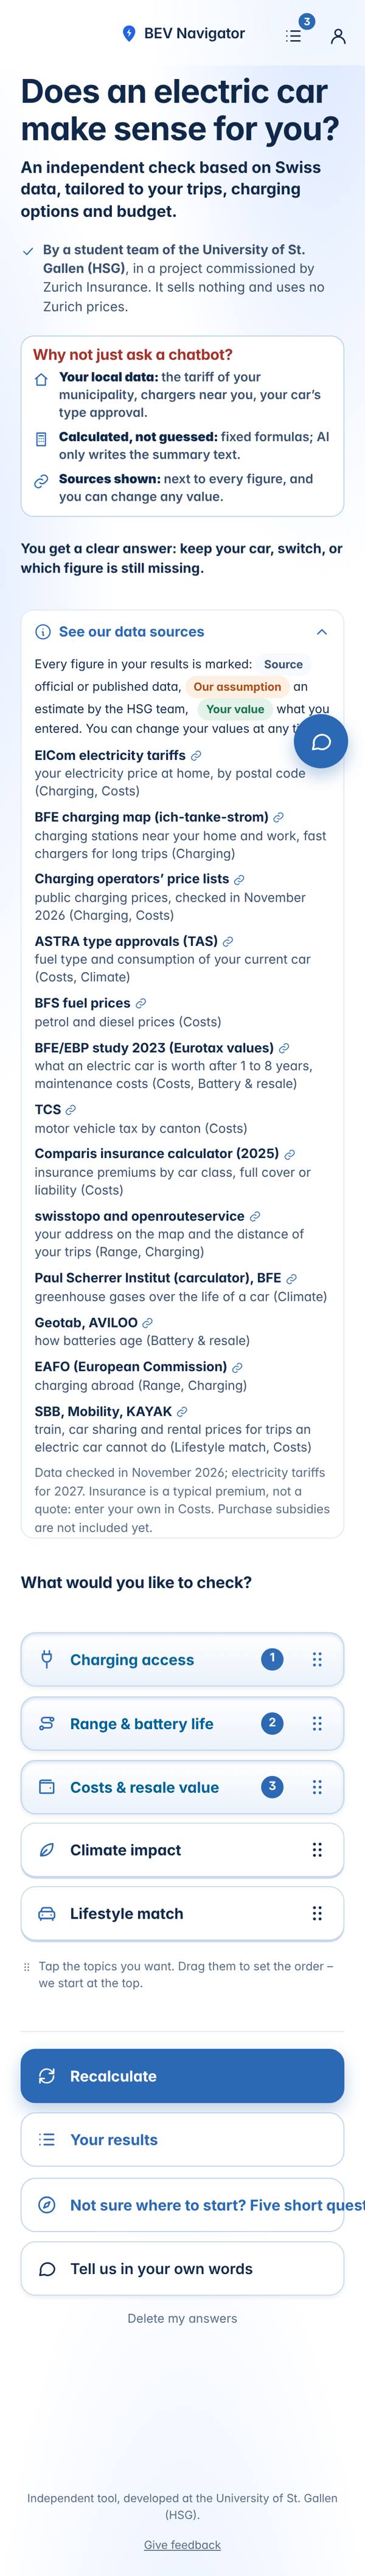 BEV Navigator
3
Does an electric car
make sense for you?
An independent check based on Swiss
data, tailored to your trips, charging
options and budget.
By a student team of the University of St.
Gallen (HSG), in a project commissioned by
Zurich Insurance. It sells nothing and uses no
Zurich prices.
Why not just ask a chatbot?
Your local data: the tariff of your
municipality, chargers near you, your car's
type approval.
Calculated, not guessed: fixed formulas; AI
only writes the summary text.
Sources shown: next to every figure, and
you can change any value.
You get a clear answer: keep your car, switch, or
which figure is still missing.
See our data sources
Every figure in your results is marked: Source
official or published data, Our assumption an
estimate by the HSG team, Your value what you
entered. You can change your values at any
ElCom electricity tariffs
your electricity price at home, by postal code
(Charging, Costs)
BFE charging map (ich-tanke-strom)
charging stations near your home and work, fast
chargers for long trips (Charging)
Charging operators' price lists
public charging prices, checked in November
2026 (Charging, Costs)
ASTRA type approvals (TAS)
fuel type and consumption of your current car
(Costs, Climate)
BFS fuel prices
petrol and diesel prices (Costs)
BFE/EBP study 2023 (Eurotax values)
what an electric car is worth after 1 to 8 years,
maintenance costs (Costs, Battery & resale)
TCS
motor vehicle tax by canton (Costs)
Comparis insurance calculator (2025)
insurance premiums by car class, full cover or
liability (Costs)
swisstopo and openrouteservice
your address on the map and the distance of
your trips (Range, Charging)
Paul Scherrer Institut (carculator), BFE
greenhouse gases over the life of a car (Climate)
Geotab, AVILOO
how batteries age (Battery & resale)
EAFO (European Commission)
charging abroad (Range, Charging)
SBB, Mobility, KAYAK
train, car sharing and rental prices for trips an
electric car cannot do (Lifestyle match, Costs)
Data checked in November 2026; electricity tariffs
for 2027. Insurance is a typical premium, not a
quote: enter your own in Costs. Purchase subsidies
are not included yet.
What would you like to check?
Charging access 1
Range & battery life 2
Costs & resale value 3
Climate impact
Lifestyle match
Tap the topics you want. Drag them to set the order –
we start at the top.
Recalculate
Your results
Not sure where to start? Five short quest
Tell us in your own words
Delete my answers
Independent tool, developed at the University of St. Gallen
(HSG).
Give feedback